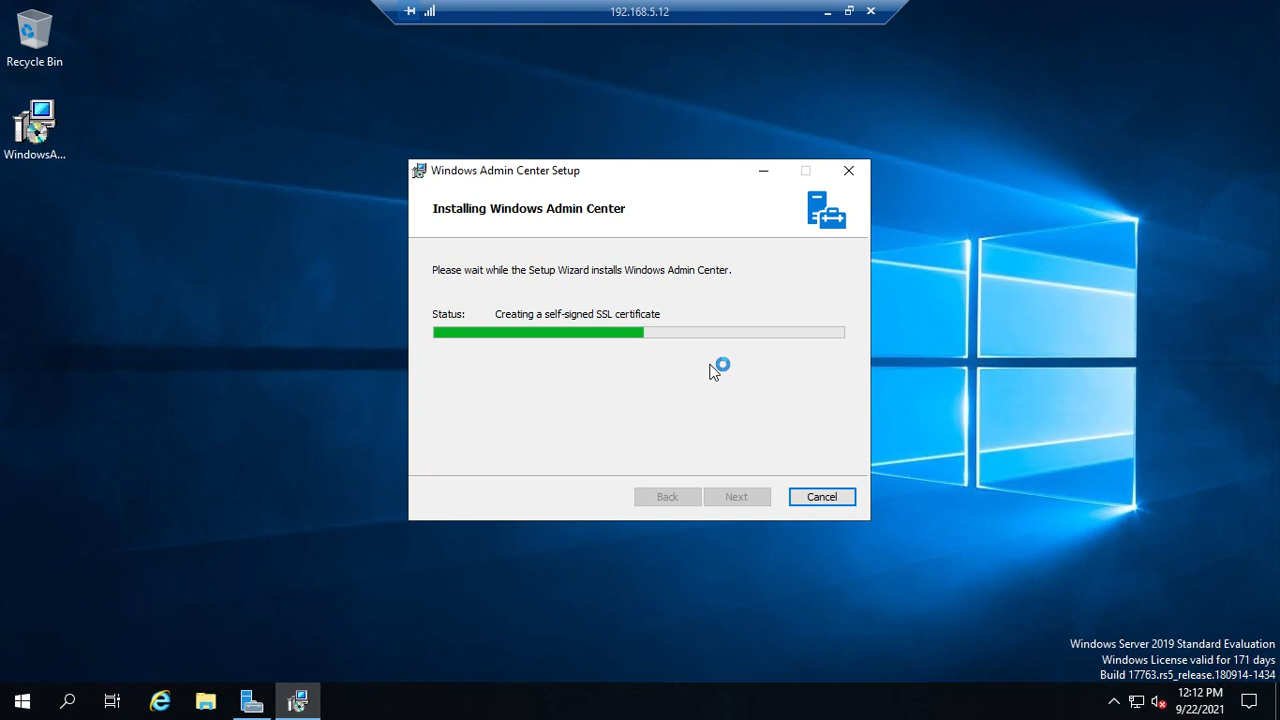 192.168.5.12
Recycle Bin
WindowsA...
Windows Admin Center Setup
Installing Windows Admin Center
Please wait while the Setup Wizard installs Windows Admin Center.
Status: Creating a self-signed SSL certificate
Back Next Cancel
Windows Server 2019 Standard Evaluation
Windows License valid for 171 days
Build 17763.rs5_release.180914-1434
12:12 PM
9/22/2021